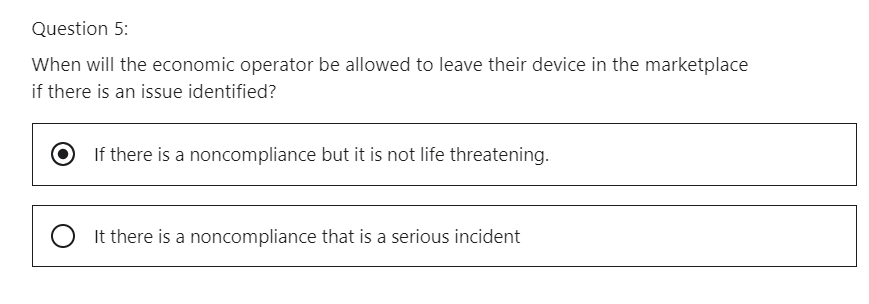 Question 5:
When will the economic operator be allowed to leave their device in the marketplace
if there is an issue identified?
If there is a noncompliance but it is not life threatening.
It there is a noncompliance that is a serious incident